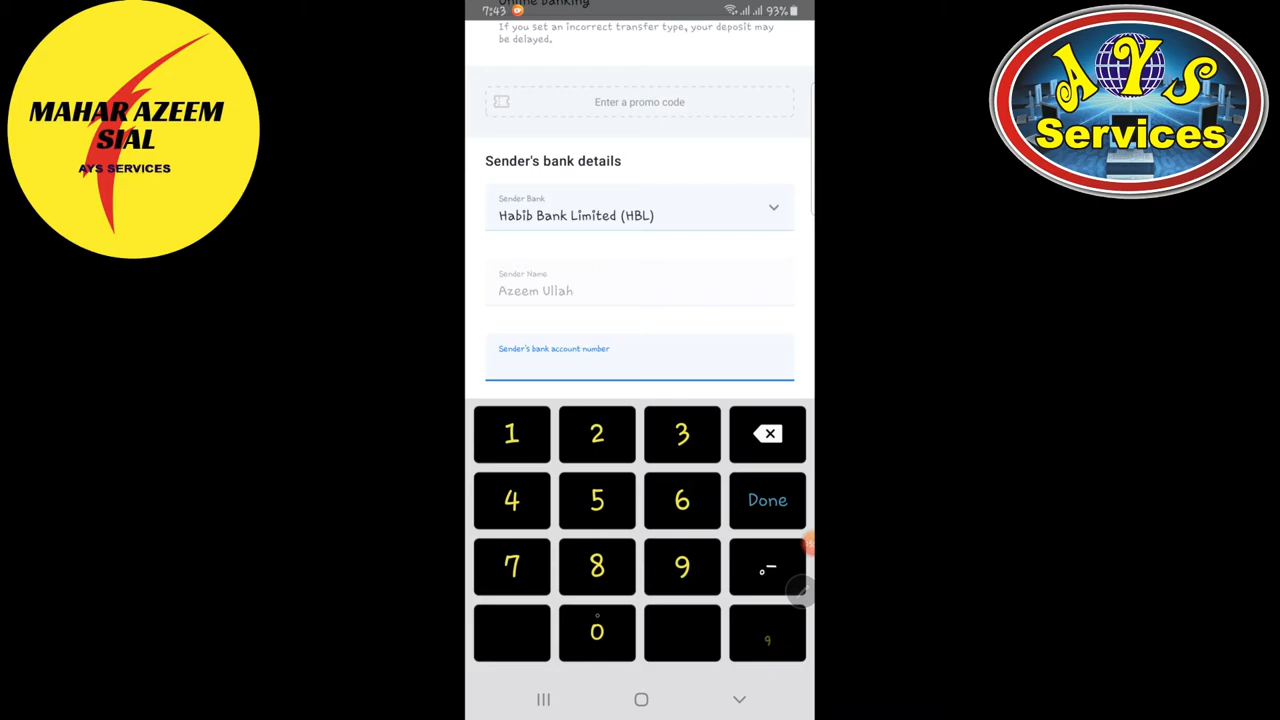 MAHAR AZEEM
SIAL
AYS SERVICES
AYS
Services
Online banking
7:43
93%
If you set an incorrect transfer type, your deposit may
be delayed.
Enter a promo code
Sender's bank details
Sender Bank
Habib Bank Limited (HBL)
Sender Name
Azeem Ullah
Sender's bank account number
1 2 3
4 5 6 Done
7 8 9 .-
0 ,